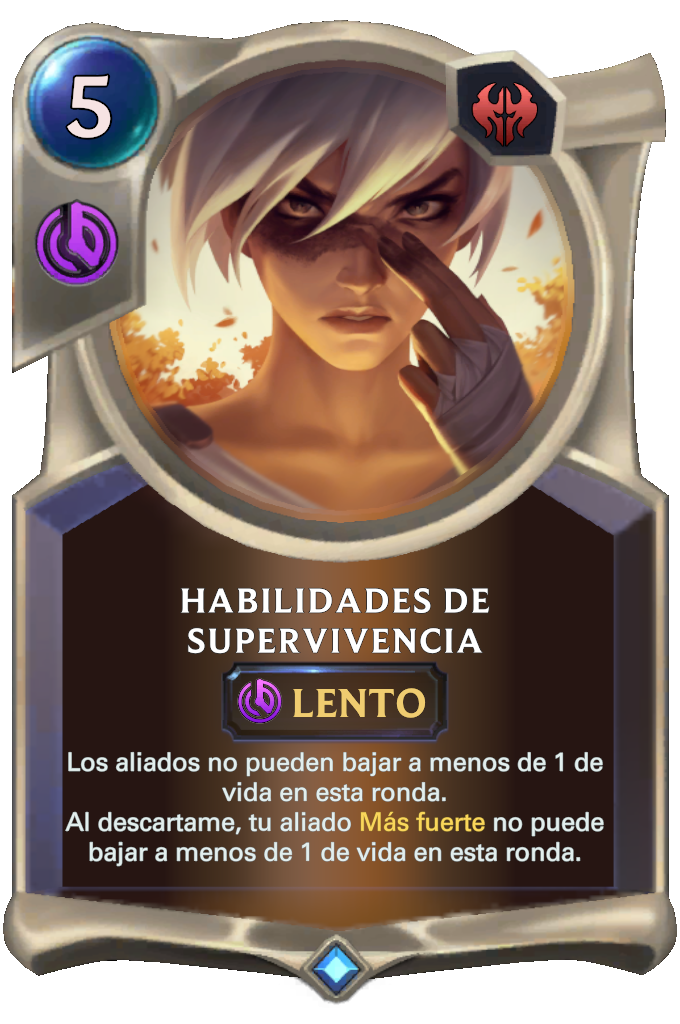 5
HABILIDADES DE
SUPERVIVENCIA
LENTO
Los aliados no pueden bajar a menos de 1 de
vida en esta ronda.
Al descartame, tu aliado Más fuerte no puede
bajar a menos de 1 de vida en esta ronda.